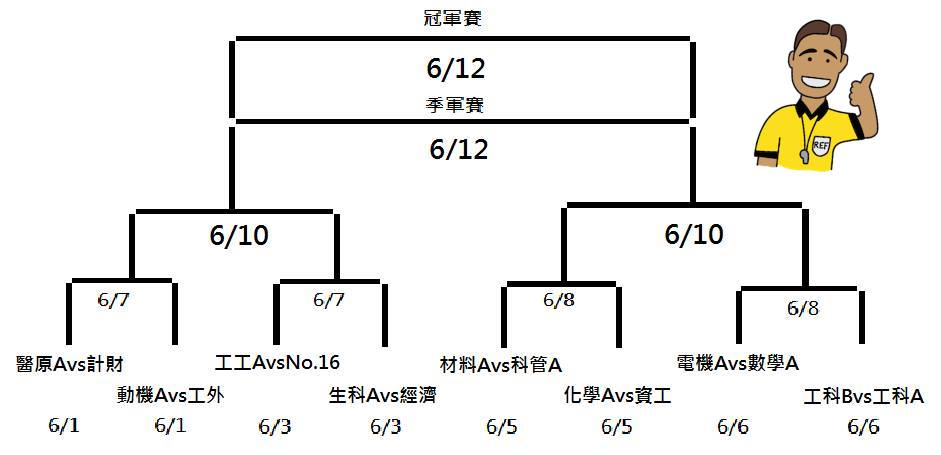 冠軍賽
6/12
季軍賽
6/12
REF
6/10
6/10
6/7
6/7
6/8
6/8
醫原Avs計財
工工AvsNo.16
材料Avs科管A
電機Avs數學A
動機Avs工外
生科Avs經濟
化學Avs資工
工科Bvs工科A
6/1
6/1
6/3
6/3
6/5
6/5
6/6
6/6